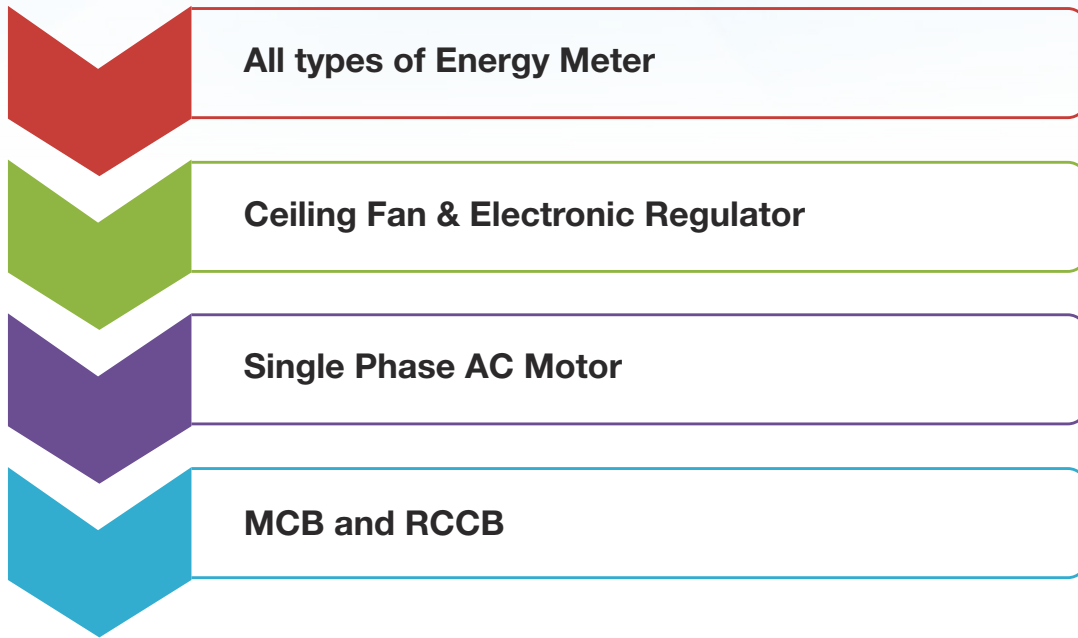 All types of Energy Meter
Ceiling Fan & Electronic Regulator
Single Phase AC Motor
MCB and RCCB